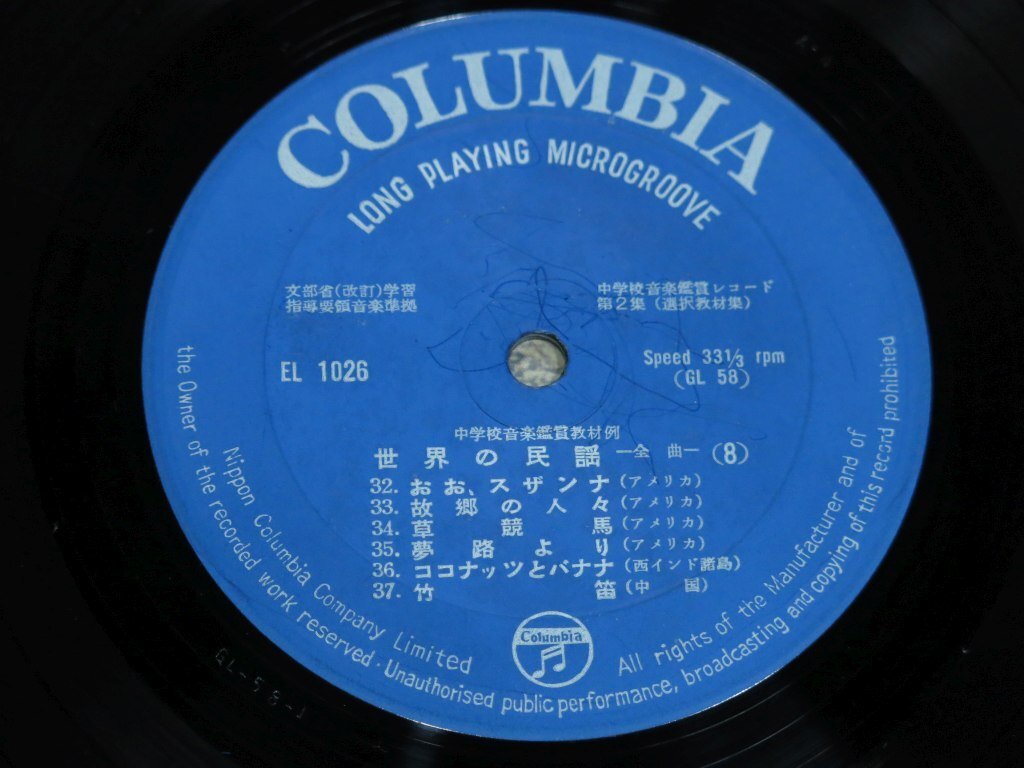 COLUMBIA
LONG PLAYING MICROGROOVE
文部省(改訂)学習
指導要領音楽準拠
中学校音楽鑑賞レコード
第2集(選択教材集)
EL 1026
Speed 33⅓ rpm
(GL 58)
中学校音楽鑑賞教材例
世界の民謡 ー全曲ー (8)
32. おお、スザンナ(アメリカ)
33. 故郷の人々(アメリカ)
34. 草競馬(アメリカ)
35. 夢路より(アメリカ)
36. ココナッツとバナナ(西インド諸島)
37. 竹笛(中国)
Columbia
Nippon Columbia Company Limited
All rights of the Manufacturer and of
the Owner of the recorded work reserved · Unauthorised public performance, broadcasting and copying of this record prohibited
GL-58-1